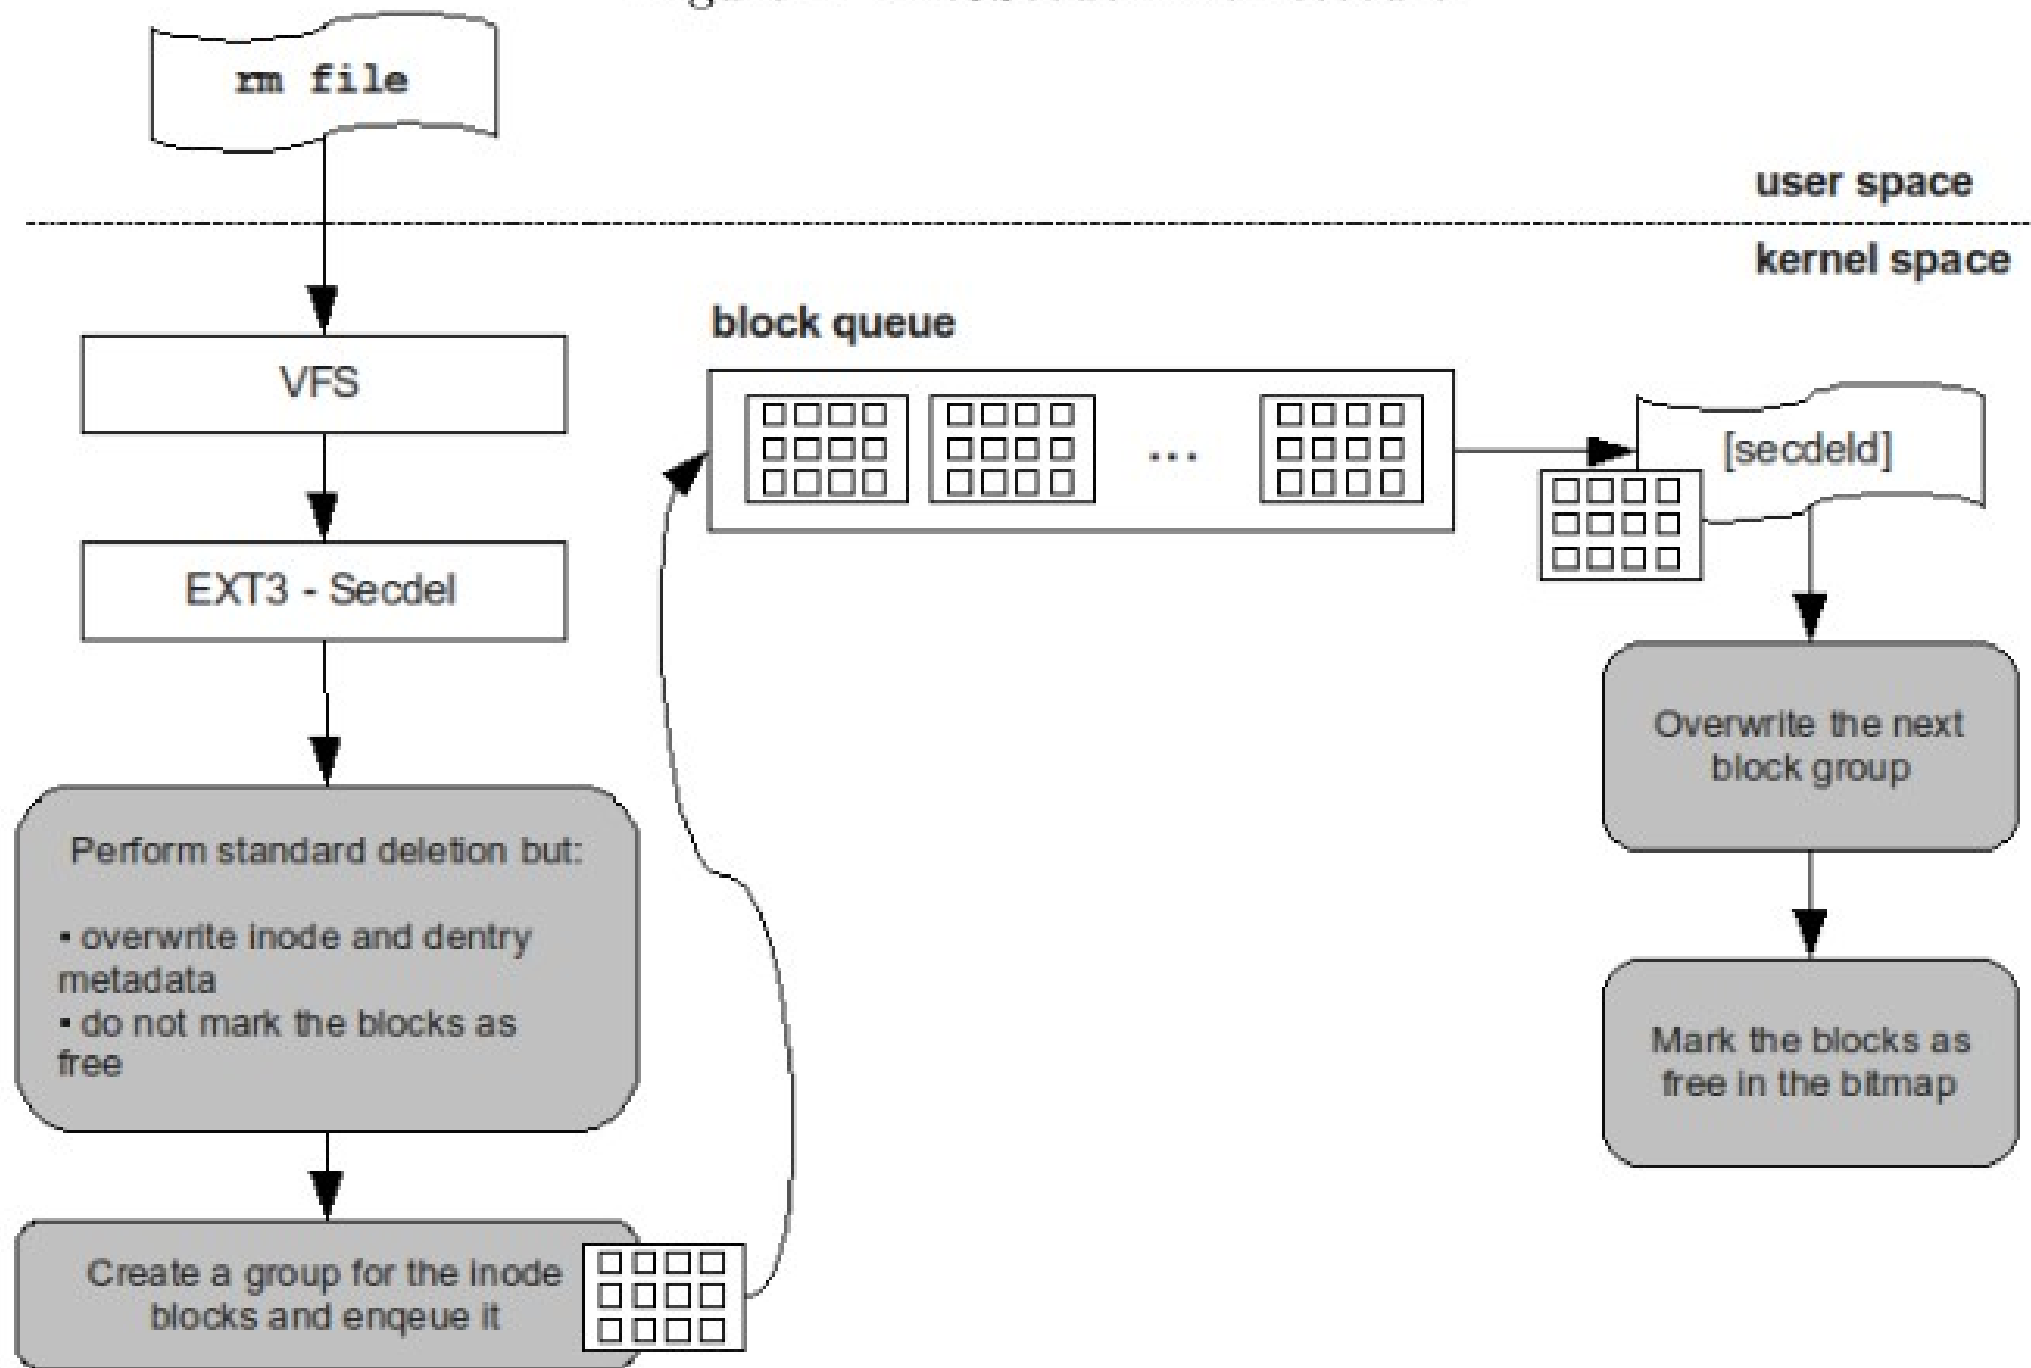 rm file
user space
kernel space
VFS
block queue
...
[secdeld]
EXT3 - Secdel
Overwrite the next
block group
Perform standard deletion but:
▪ overwrite inode and dentry
metadata
▪ do not mark the blocks as
free
Mark the blocks as
free in the bitmap
Create a group for the inode
blocks and enqeue it